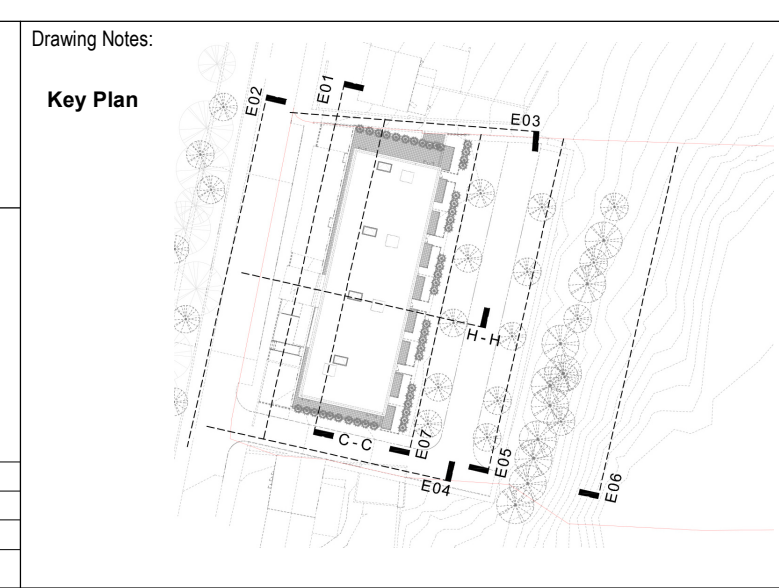 Drawing Notes:
Key Plan
E02
E01
E03
H - H
C - C
E07
E04
E05
E06